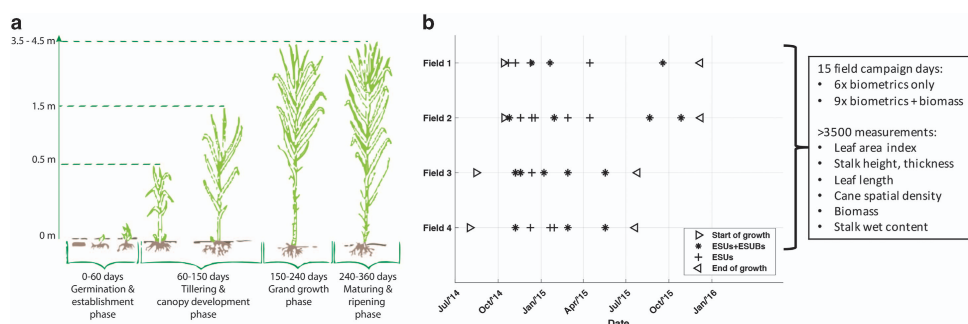 a
3.5 - 4.5 m
1.5 m
0.5 m
0 m
0-60 days
Germination &
establishment
phase
60-150 days
Tillering &
canopy development
phase
150-240 days
Grand growth
phase
240-360 days
Maturing &
ripening
phase
b
Field 1
Field 2
Field 3
Field 4
Start of growth
ESUs+ESUBs
ESUs
End of growth
Jul/'14
Oct/'14
Jan/'15
Apr/'15
Jul/'15
Oct/'15
Jan/'16
Date
15 field campaign days:
• 6x biometrics only
• 9x biometrics + biomass
>3500 measurements:
• Leaf area index
• Stalk height, thickness
• Leaf length
• Cane spatial density
• Biomass
• Stalk wet content